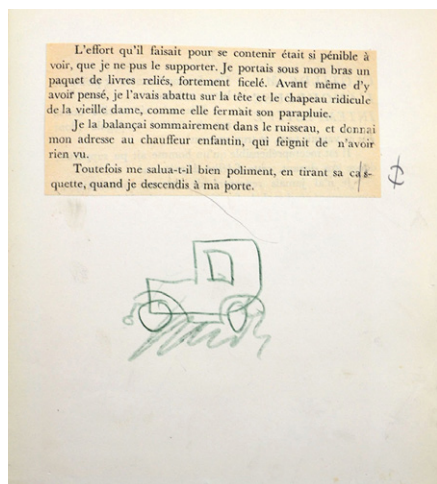 L'effort qu'il faisait pour se contenir était si pénible à
voir, que je ne pus le supporter. Je portais sous mon bras un
paquet de livres reliés, fortement ficelé. Avant même d'y
avoir pensé, je l'avais abattu sur la tête et le chapeau ridicule
de la vieille dame, comme elle fermait son parapluie.
Je la balançai sommairement dans le ruisseau, et donnai
mon adresse au chauffeur enfantin, qui feignit de n'avoir
rien vu.
Toutefois me salua-t-il bien poliment, en tirant sa cas-
quette, quand je descendis à ma porte.